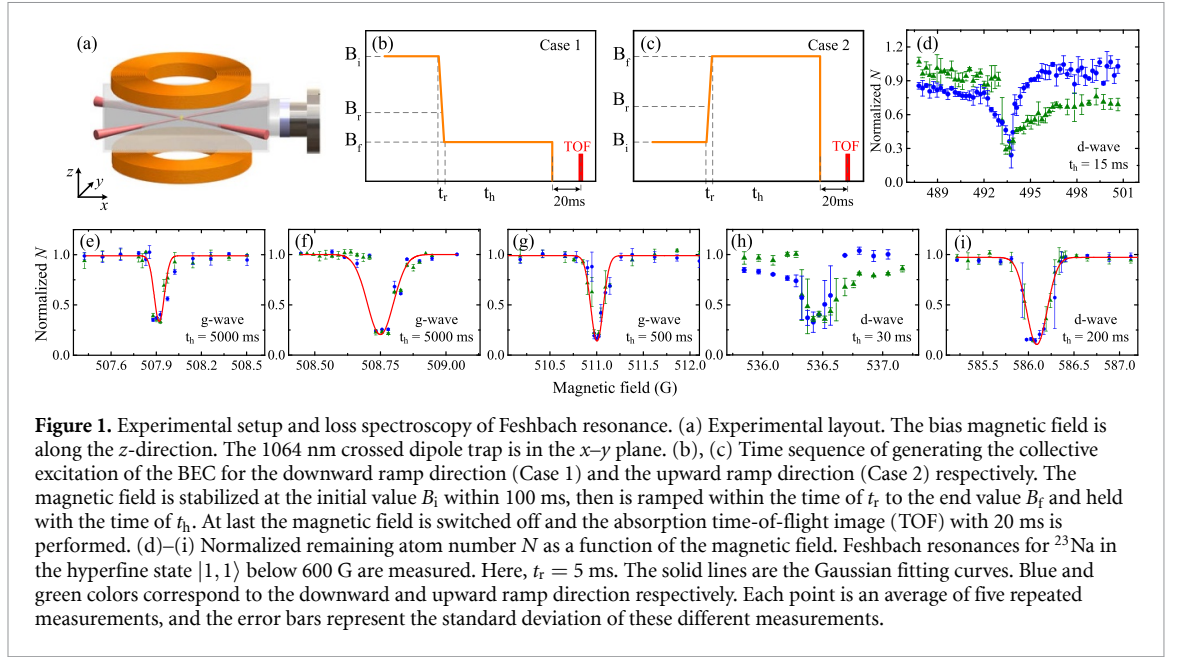 (a)
z
y
x
(b)
Case 1
B_i
B_r
B_f
TOF
t_r
t_h
20ms
(c)
Case 2
B_f
B_r
B_i
TOF
t_r
t_h
20ms
(d)
Normalized N
1.2
0.9
0.6
0.3
0.0
d-wave
t_h = 15 ms
489 492 495 498 501
(e)
Normalized N
1.0
0.5
0.0
g-wave
t_h = 5000 ms
507.6 507.9 508.2 508.5
(f)
1.0
0.5
0.0
g-wave
t_h = 5000 ms
508.50 508.75 509.00
(g)
1.0
0.5
0.0
g-wave
t_h = 500 ms
510.5 511.0 511.5 512.0
(h)
1.0
0.5
0.0
d-wave
t_h = 30 ms
536.0 536.5 537.0
(i)
1.0
0.5
0.0
d-wave
t_h = 200 ms
585.5 586.0 586.5 587.0
Magnetic field (G)
Figure 1. Experimental setup and loss spectroscopy of Feshbach resonance. (a) Experimental layout. The bias magnetic field is
along the z-direction. The 1064 nm crossed dipole trap is in the x–y plane. (b), (c) Time sequence of generating the collective
excitation of the BEC for the downward ramp direction (Case 1) and the upward ramp direction (Case 2) respectively. The
magnetic field is stabilized at the initial value B_i within 100 ms, then is ramped within the time of t_r to the end value B_f and held
with the time of t_h. At last the magnetic field is switched off and the absorption time-of-flight image (TOF) with 20 ms is
performed. (d)–(i) Normalized remaining atom number N as a function of the magnetic field. Feshbach resonances for ²³Na in
the hyperfine state |1, 1⟩ below 600 G are measured. Here, t_r = 5 ms. The solid lines are the Gaussian fitting curves. Blue and
green colors correspond to the downward and upward ramp direction respectively. Each point is an average of five repeated
measurements, and the error bars represent the standard deviation of these different measurements.